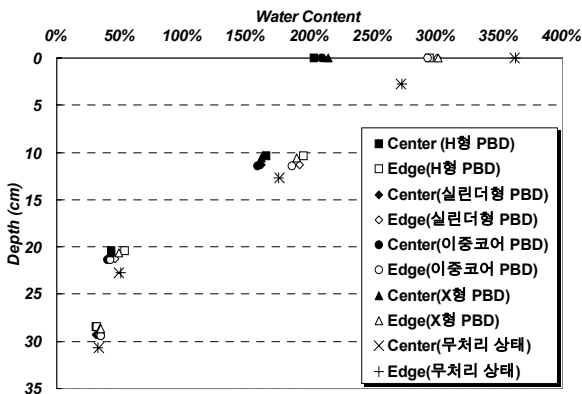 Water Content
0% 50% 100% 150% 200% 250% 300% 350% 400%
Depth (cm)
0
5
10
15
20
25
30
35
Center (H형 PBD)
Edge(H형 PBD)
Center(실린더형 PBD)
Edge(실린더형 PBD)
Center(이중코어 PBD)
Edge(이중코어 PBD)
Center(X형 PBD)
Edge(X형 PBD)
Center(무처리 상태)
Edge(무처리 상태)